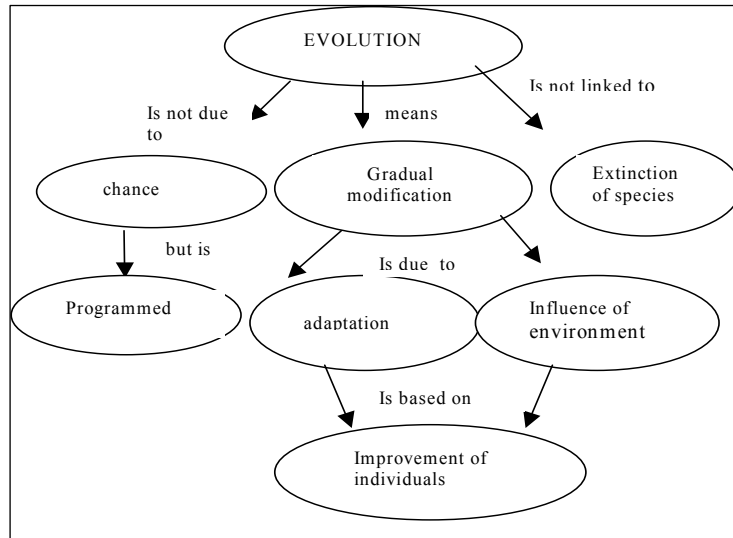 EVOLUTION
Is not linked to
Is not due
to
means
chance
Gradual
modification
Extinction
of species
but is
Is due to
Programmed
adaptation
Influence of
environment
Is based on
Improvement of
individuals